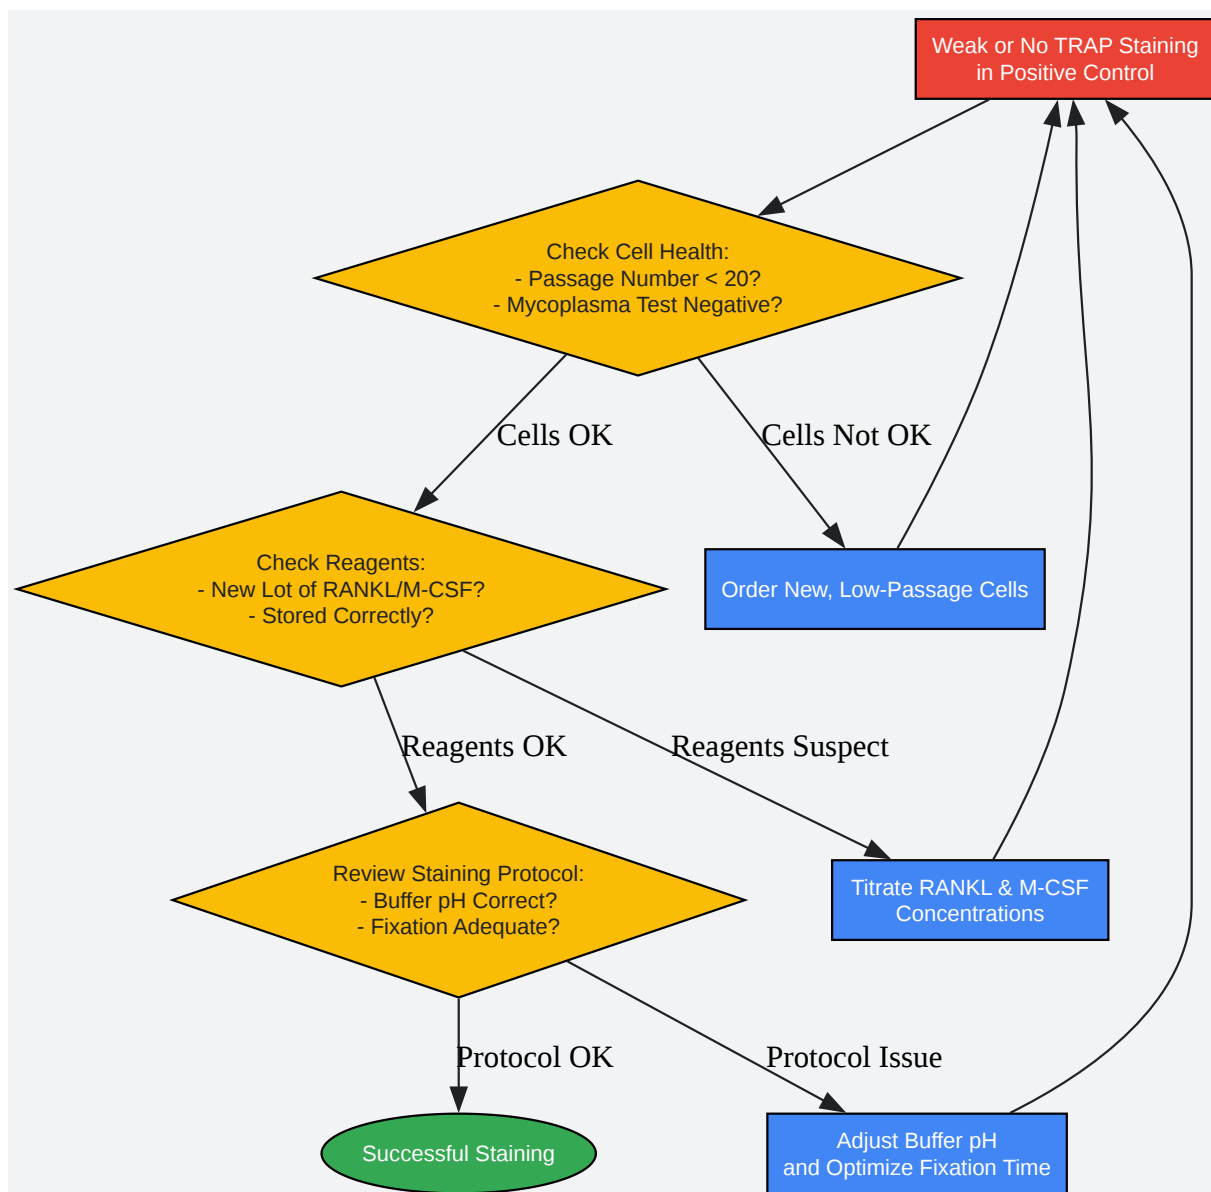 Weak or No TRAP Staining
in Positive Control
Check Cell Health:
- Passage Number < 20?
- Mycoplasma Test Negative?
Cells OK
Cells Not OK
Check Reagents:
- New Lot of RANKL/M-CSF?
- Stored Correctly?
Order New, Low-Passage Cells
Reagents OK
Reagents Suspect
Review Staining Protocol:
- Buffer pH Correct?
- Fixation Adequate?
Titrate RANKL & M-CSF
Concentrations
Protocol OK
Protocol Issue
Successful Staining
Adjust Buffer pH
and Optimize Fixation Time